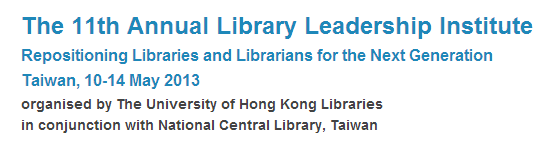 The 11th Annual Library Leadership Institute
Repositioning Libraries and Librarians for the Next Generation
Taiwan, 10-14 May 2013
organised by The University of Hong Kong Libraries
in conjunction with National Central Library, Taiwan